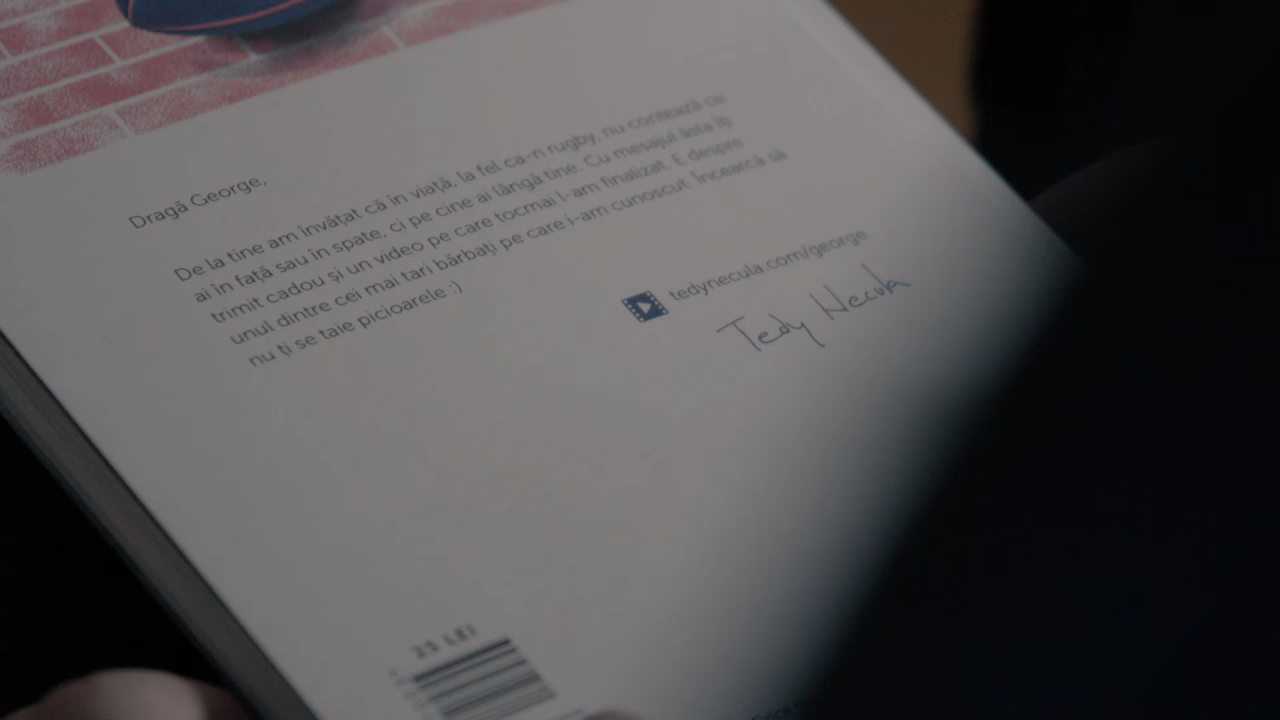 Dragă George,
De la tine am învățat că în viață, la fel ca-n rugby, nu contează ce
ai în față sau în spate, ci pe cine ai lângă tine. Cu mesajul ăsta îți
trimit cadou și un video pe care tocmai l-am finalizat. E despre
unul dintre cei mai tari bărbați pe care i-am cunoscut. Încearcă să
nu ți se taie picioarele :)
tedynecula.com/george
Tedy Necula
25 LEI